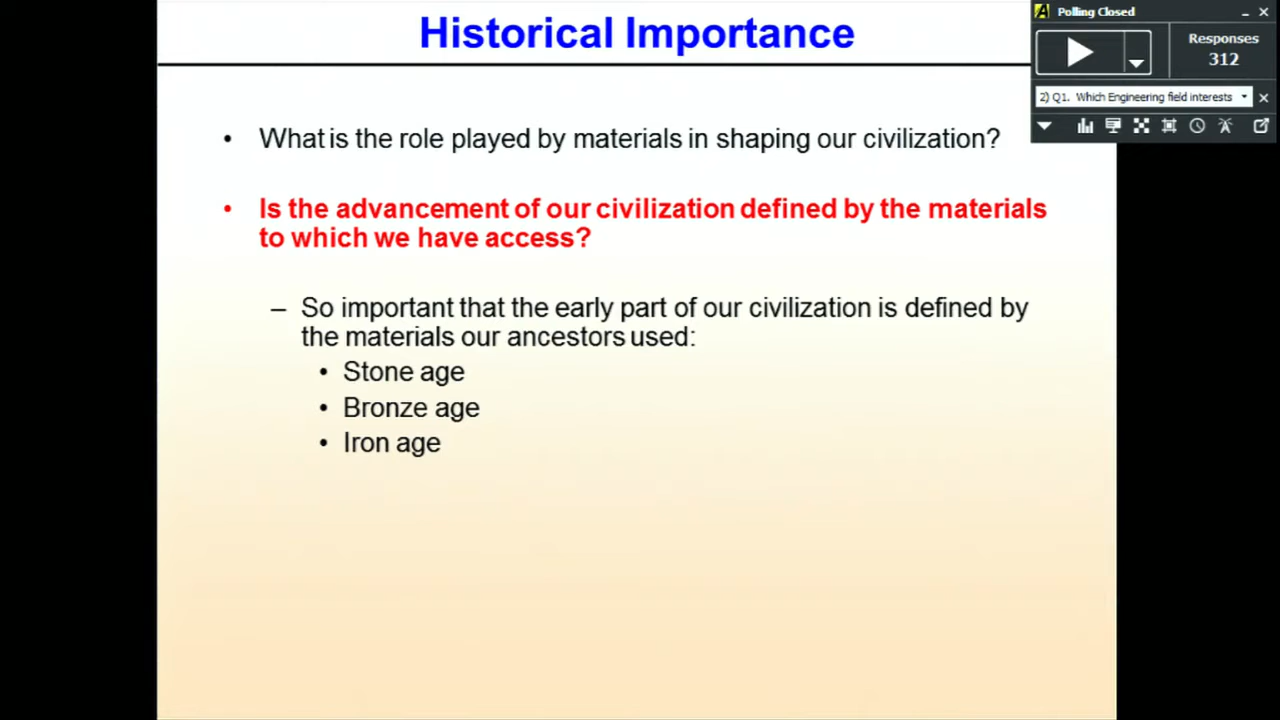 Historical Importance
Polling Closed
Responses
312
2) Q1. Which Engineering field interests
• What is the role played by materials in shaping our civilization?
• Is the advancement of our civilization defined by the materials
to which we have access?
– So important that the early part of our civilization is defined by
the materials our ancestors used:
• Stone age
• Bronze age
• Iron age